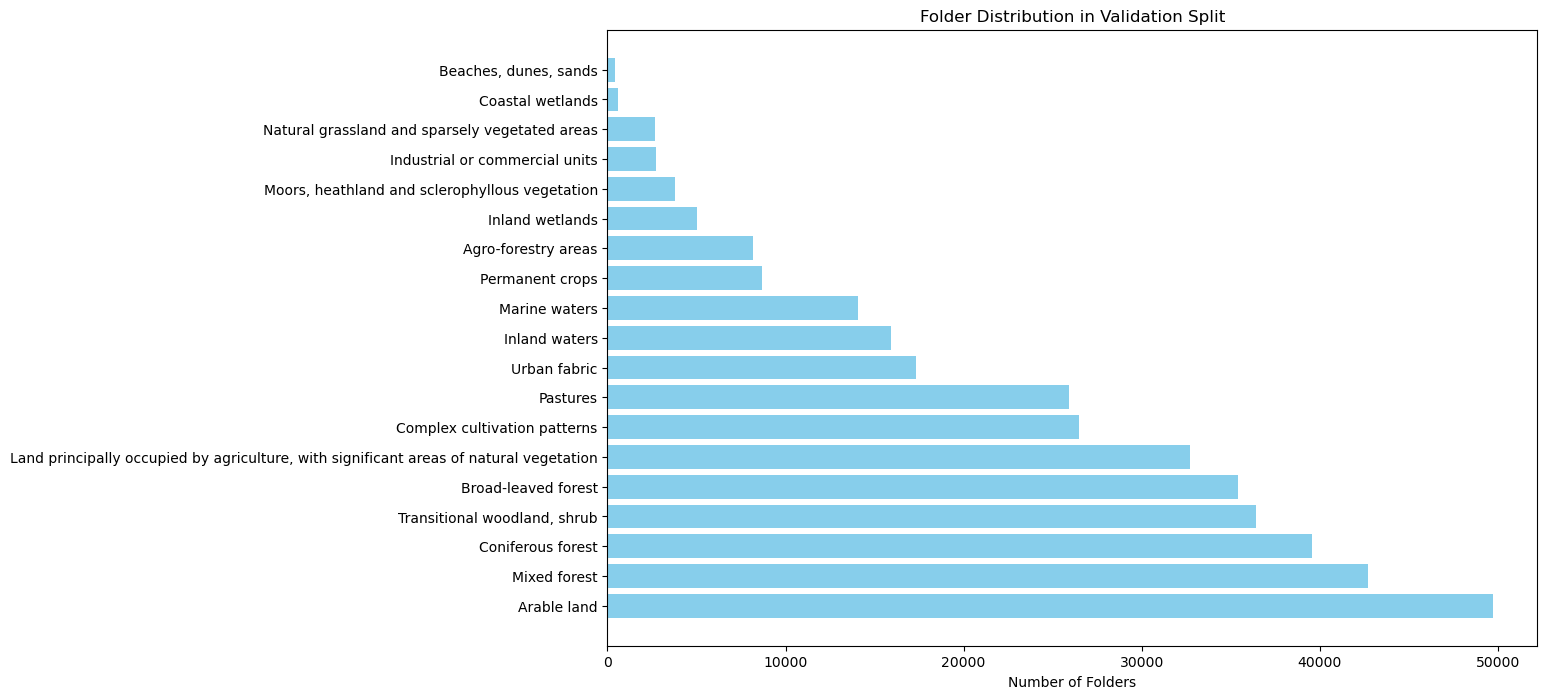 Folder Distribution in Validation Split
Beaches, dunes, sands
Coastal wetlands
Natural grassland and sparsely vegetated areas
Industrial or commercial units
Moors, heathland and sclerophyllous vegetation
Inland wetlands
Agro-forestry areas
Permanent crops
Marine waters
Inland waters
Urban fabric
Pastures
Complex cultivation patterns
Land principally occupied by agriculture, with significant areas of natural vegetation
Broad-leaved forest
Transitional woodland, shrub
Coniferous forest
Mixed forest
Arable land
0 10000 20000 30000 40000 50000
Number of Folders